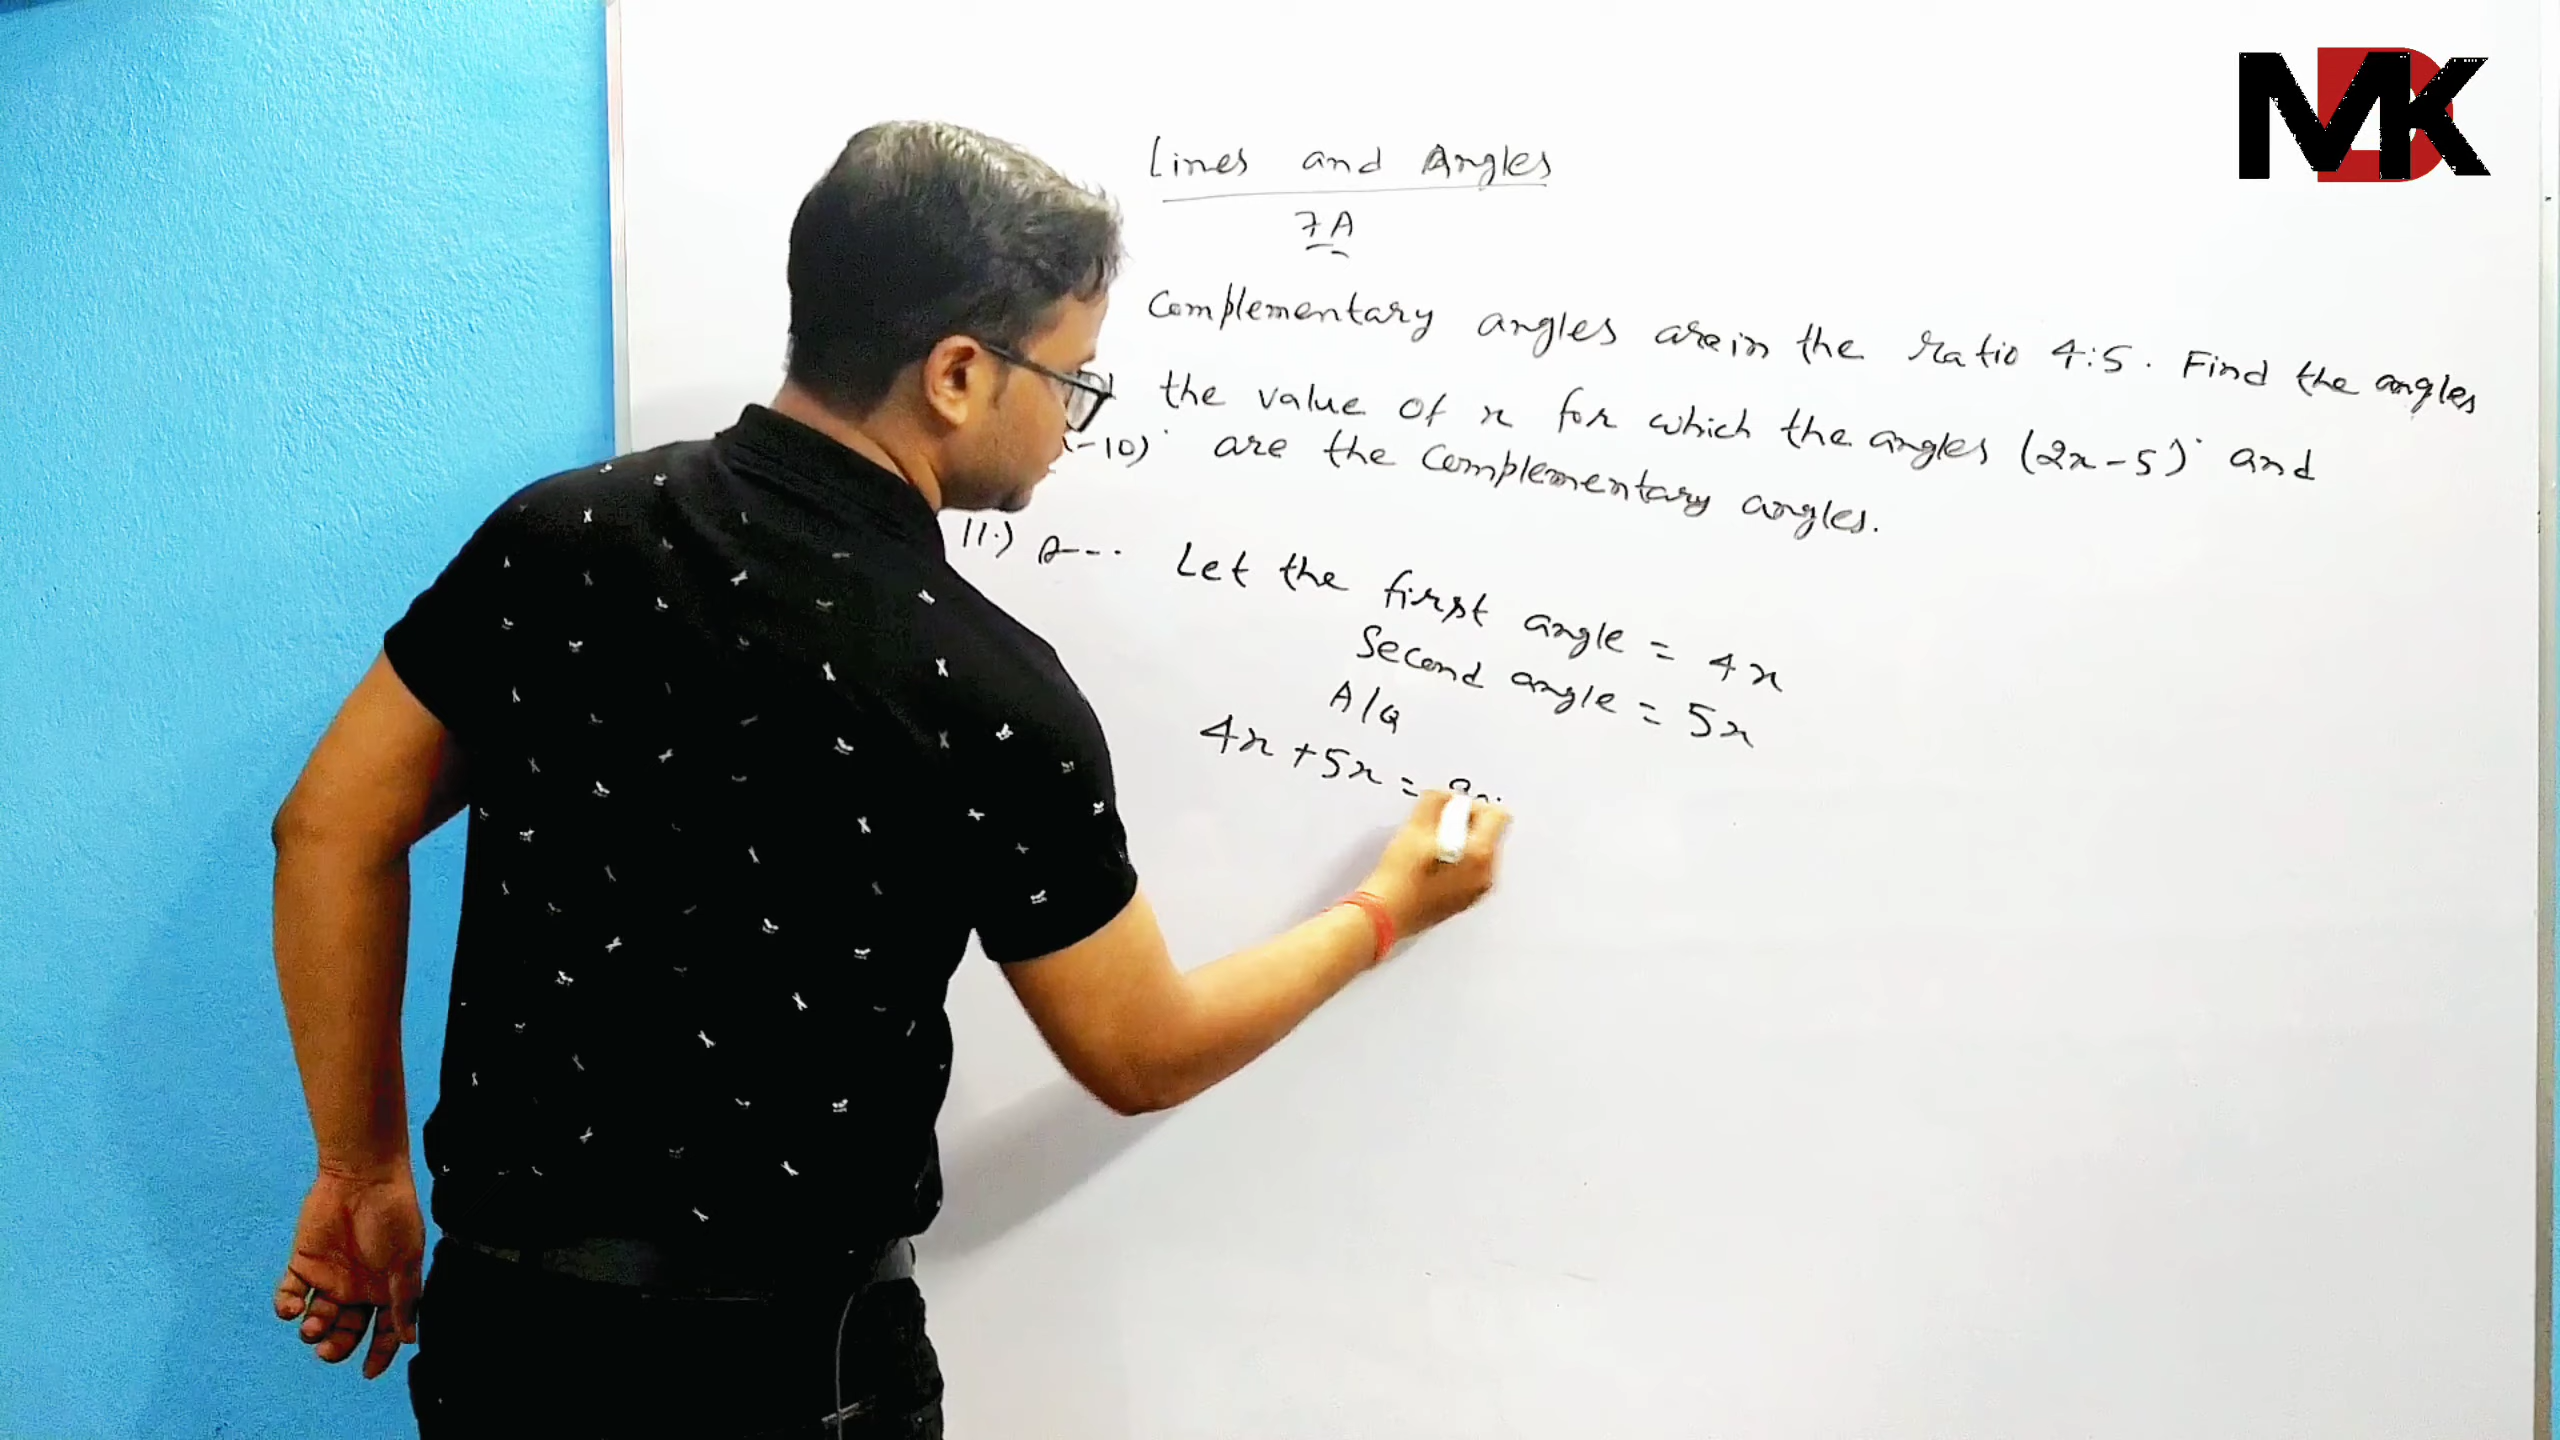 MBK
Lines and Angles
7A
Complementary angles are in the ratio 4:5. Find the angles
the value of x for which the angles (2x-5)° and
-10)° are the complementary angles.
11.) Let the first angle = 4x
Second angle = 5x
A/Q
4x+5x =